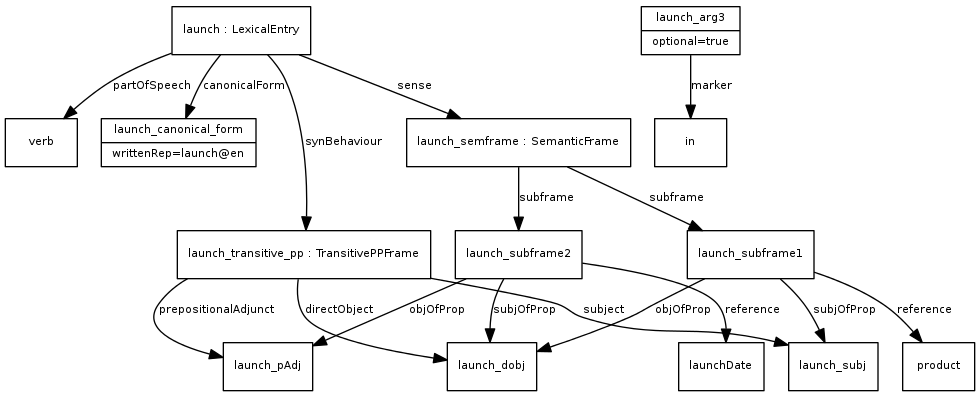 launch : LexicalEntry
launch_arg3
optional=true
partOfSpeech
canonicalForm
sense
marker
verb
launch_canonical_form
writtenRep=launch@en
synBehaviour
launch_semframe : SemanticFrame
in
subframe
subframe
launch_transitive_pp : TransitivePPFrame
launch_subframe2
launch_subframe1
prepositionalAdjunct
directObject
objOfProp
subjOfProp
subject
objOfProp
reference
subjOfProp
reference
launch_pAdj
launch_dobj
launchDate
launch_subj
product